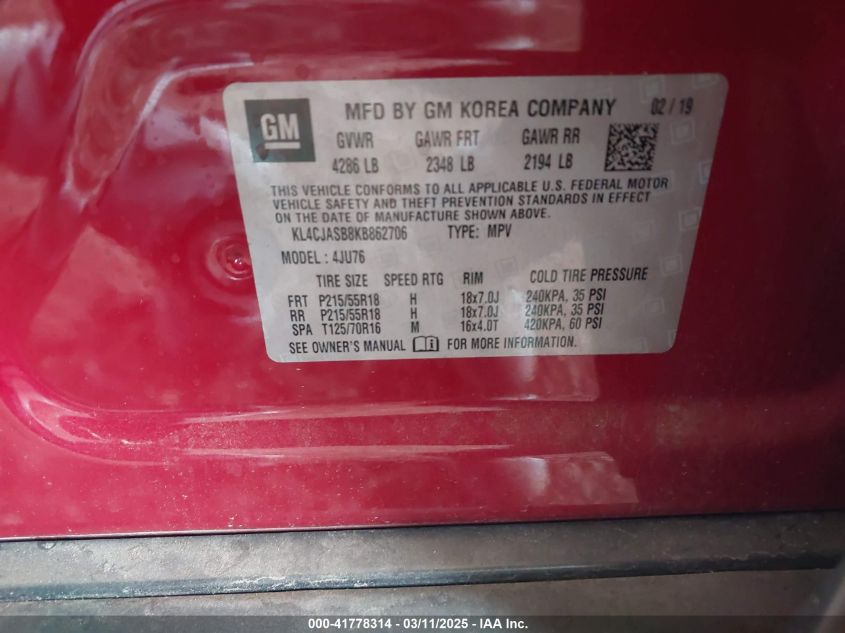 GM
MFD BY GM KOREA COMPANY 02 / 19
GVWR GAWR FRT GAWR RR
4286 LB 2348 LB 2194 LB
THIS VEHICLE CONFORMS TO ALL APPLICABLE U.S. FEDERAL MOTOR
VEHICLE SAFETY AND THEFT PREVENTION STANDARDS IN EFFECT
ON THE DATE OF MANUFACTURE SHOWN ABOVE.
KL4CJASB8KB862706 TYPE: MPV
MODEL : 4JU76
TIRE SIZE SPEED RTG RIM COLD TIRE PRESSURE
FRT P215/55R18 H 18x7.0J 240KPA, 35 PSI
RR P215/55R18 H 18x7.0J 240KPA, 35 PSI
SPA T125/70R16 M 16x4.0T 420KPA, 60 PSI
SEE OWNER'S MANUAL FOR MORE INFORMATION.
000-41778314 - 03/11/2025 - IAA Inc.